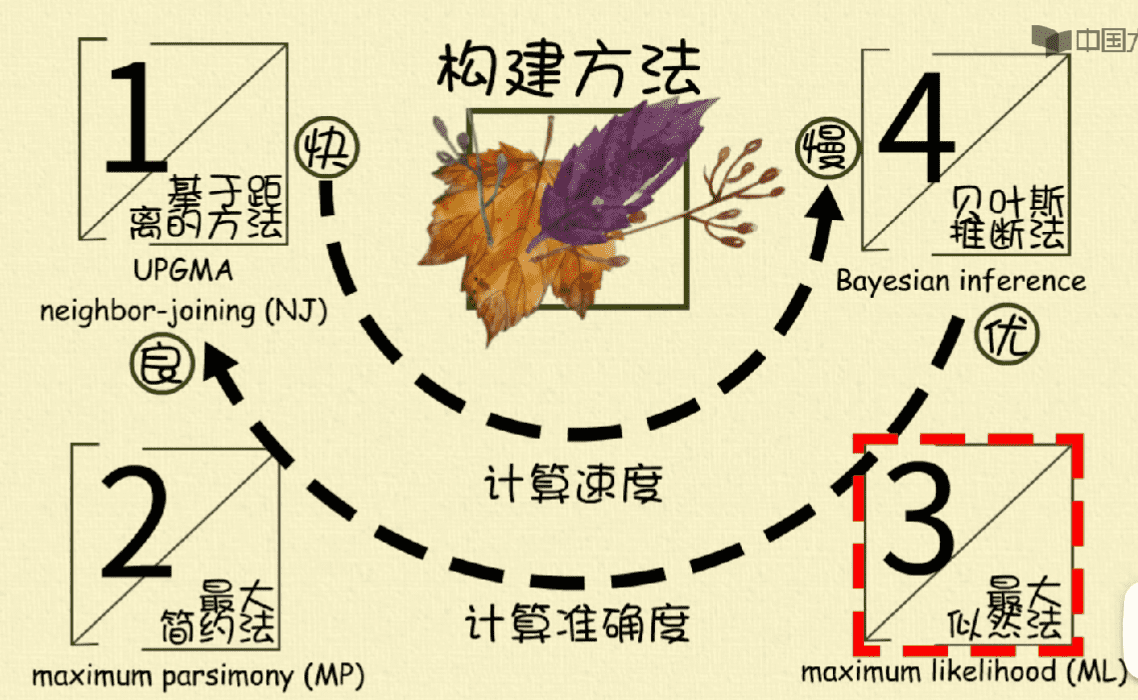 中国
构建方法
1
基于距
离的方法
UPGMA
neighbor-joining (NJ)
快
慢
4
贝叶斯
推断法
Bayesian inference
良
优
计算速度
计算准确度
2
最大
简约法
maximum parsimony (MP)
3
最大
似然法
maximum likelihood (ML)